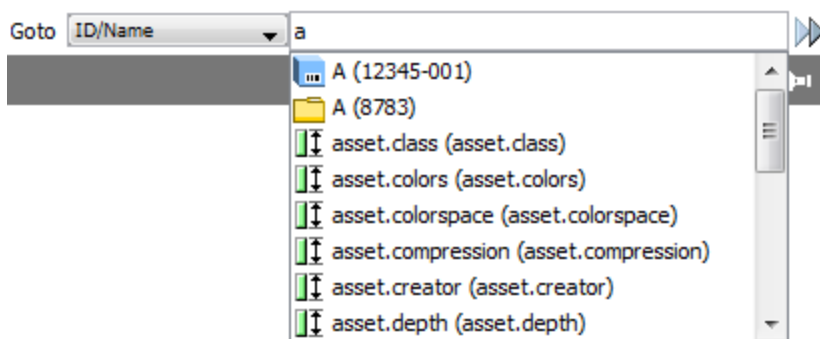 Goto ID/Name a
A (12345-001)
A (8783)
asset.class (asset.class)
asset.colors (asset.colors)
asset.colorspace (asset.colorspace)
asset.compression (asset.compression)
asset.creator (asset.creator)
asset.depth (asset.depth)